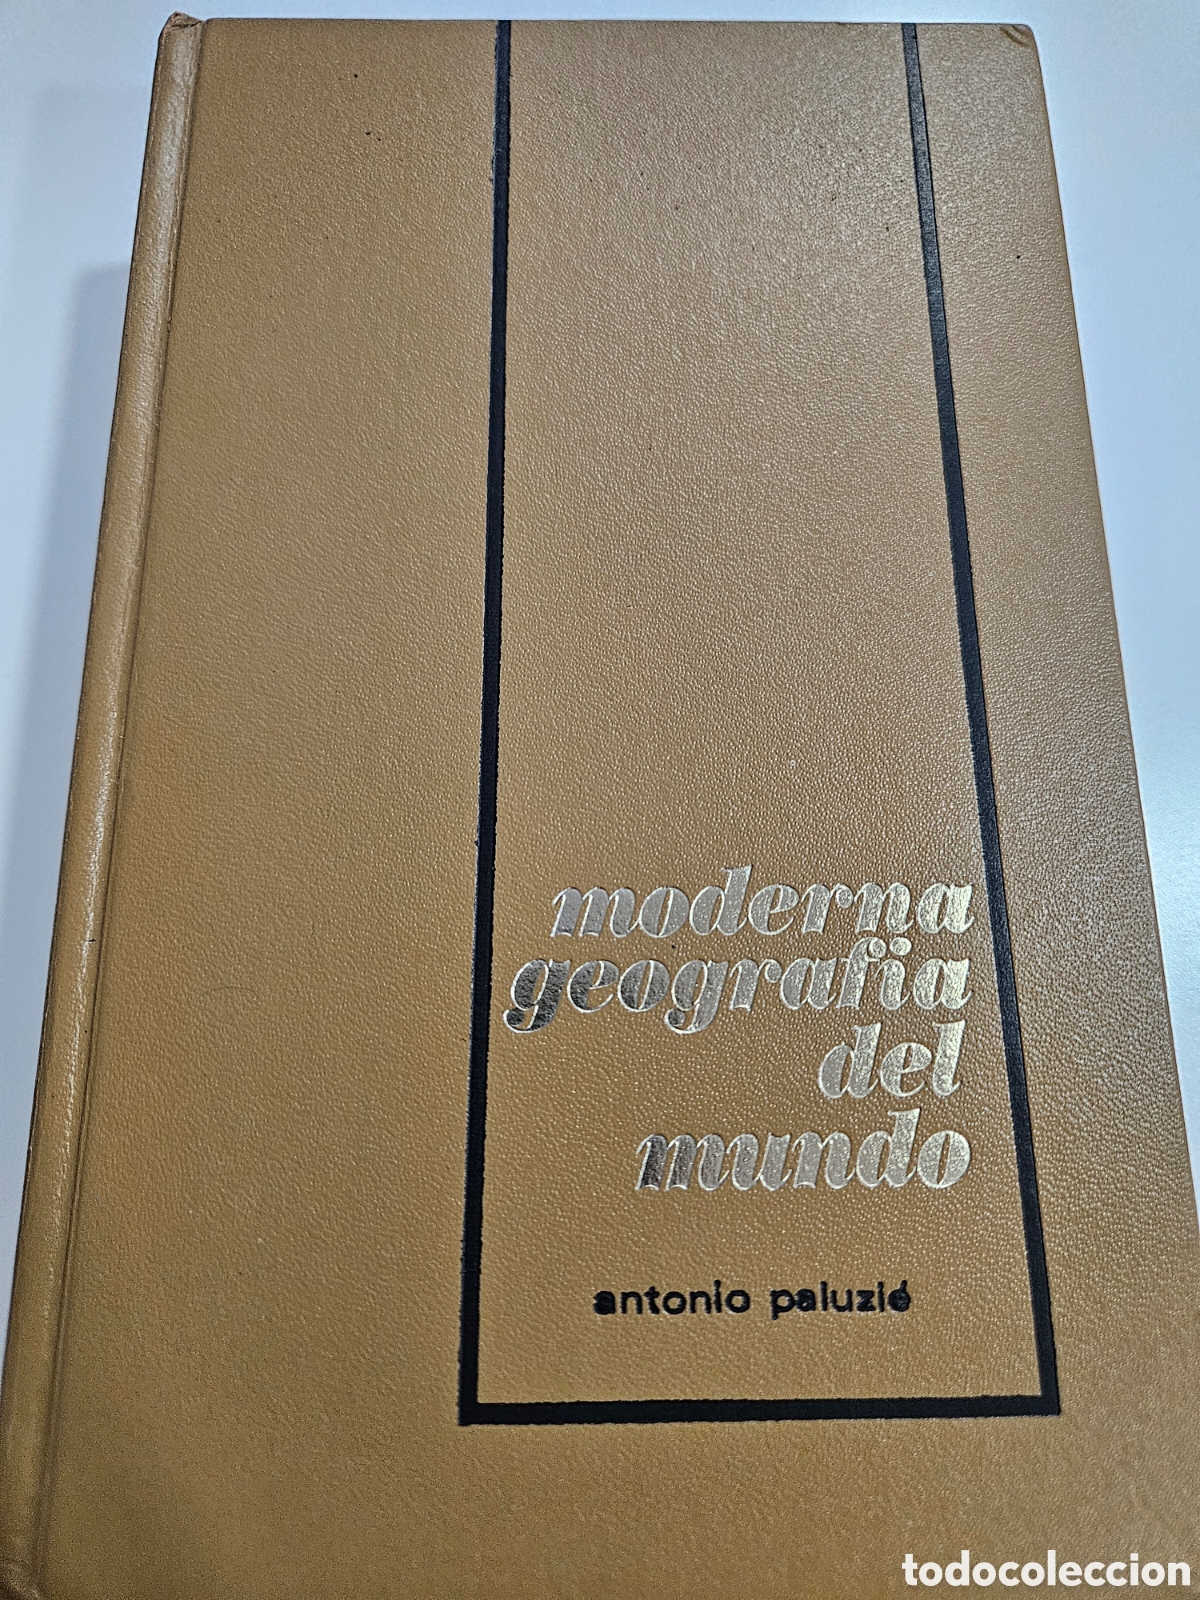 moderna
geografia
del
mundo
antonio paluzié
todocoleccion